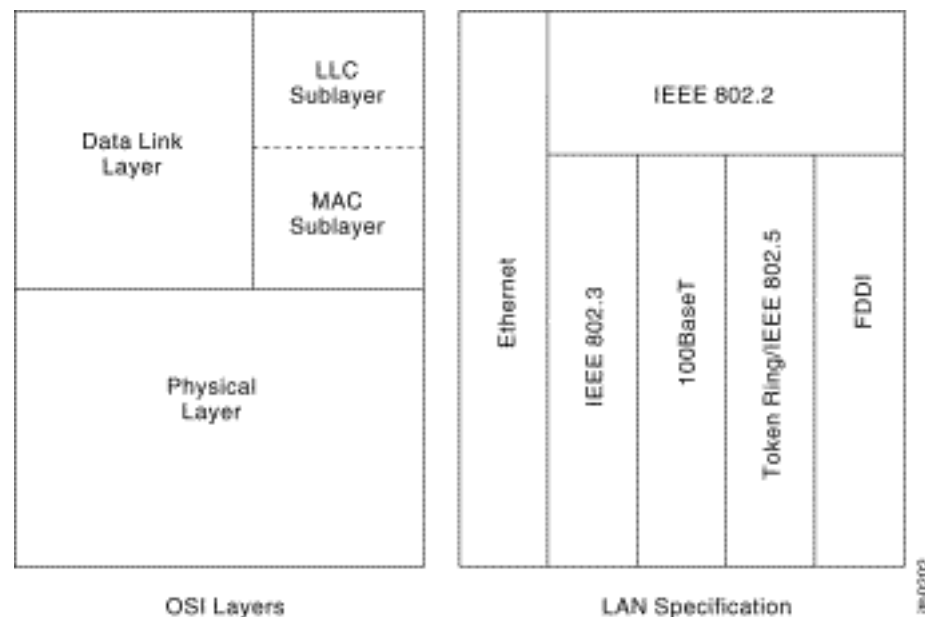 Data Link
Layer
LLC
Sublayer
MAC
Sublayer
Physical
Layer
OSI Layers
IEEE 802.2
Ethernet
IEEE 802.3
100BaseT
Token Ring/IEEE 802.5
FDDI
LAN Specification